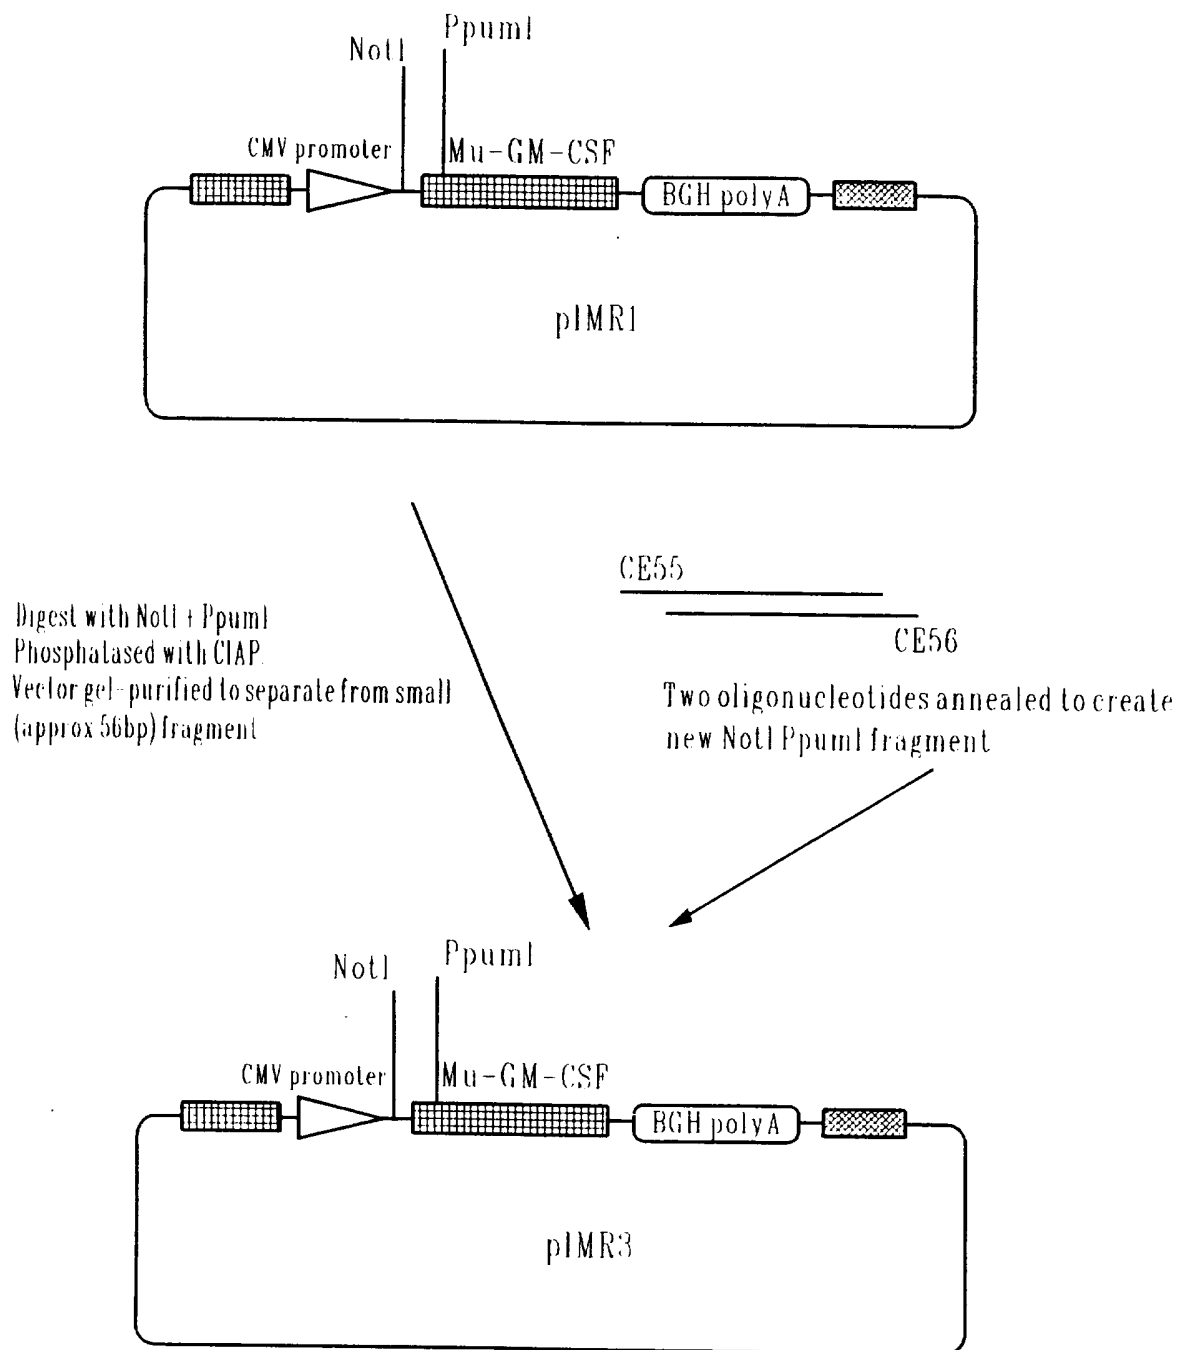 PpumI
NotI
CMV promoter
Mu-GM-CSF
BGH polyA
pIMR1
CE55
CE56
Digest with NotI + PpumI
Phosphatased with CIAP.
Vector gel-purified to separate from small
(approx 56bp) fragment
Two oligonucleotides annealed to create
new NotI PpumI fragment
PpumI
NotI
CMV promoter
Mu-GM-CSF
BGH polyA
pIMR3